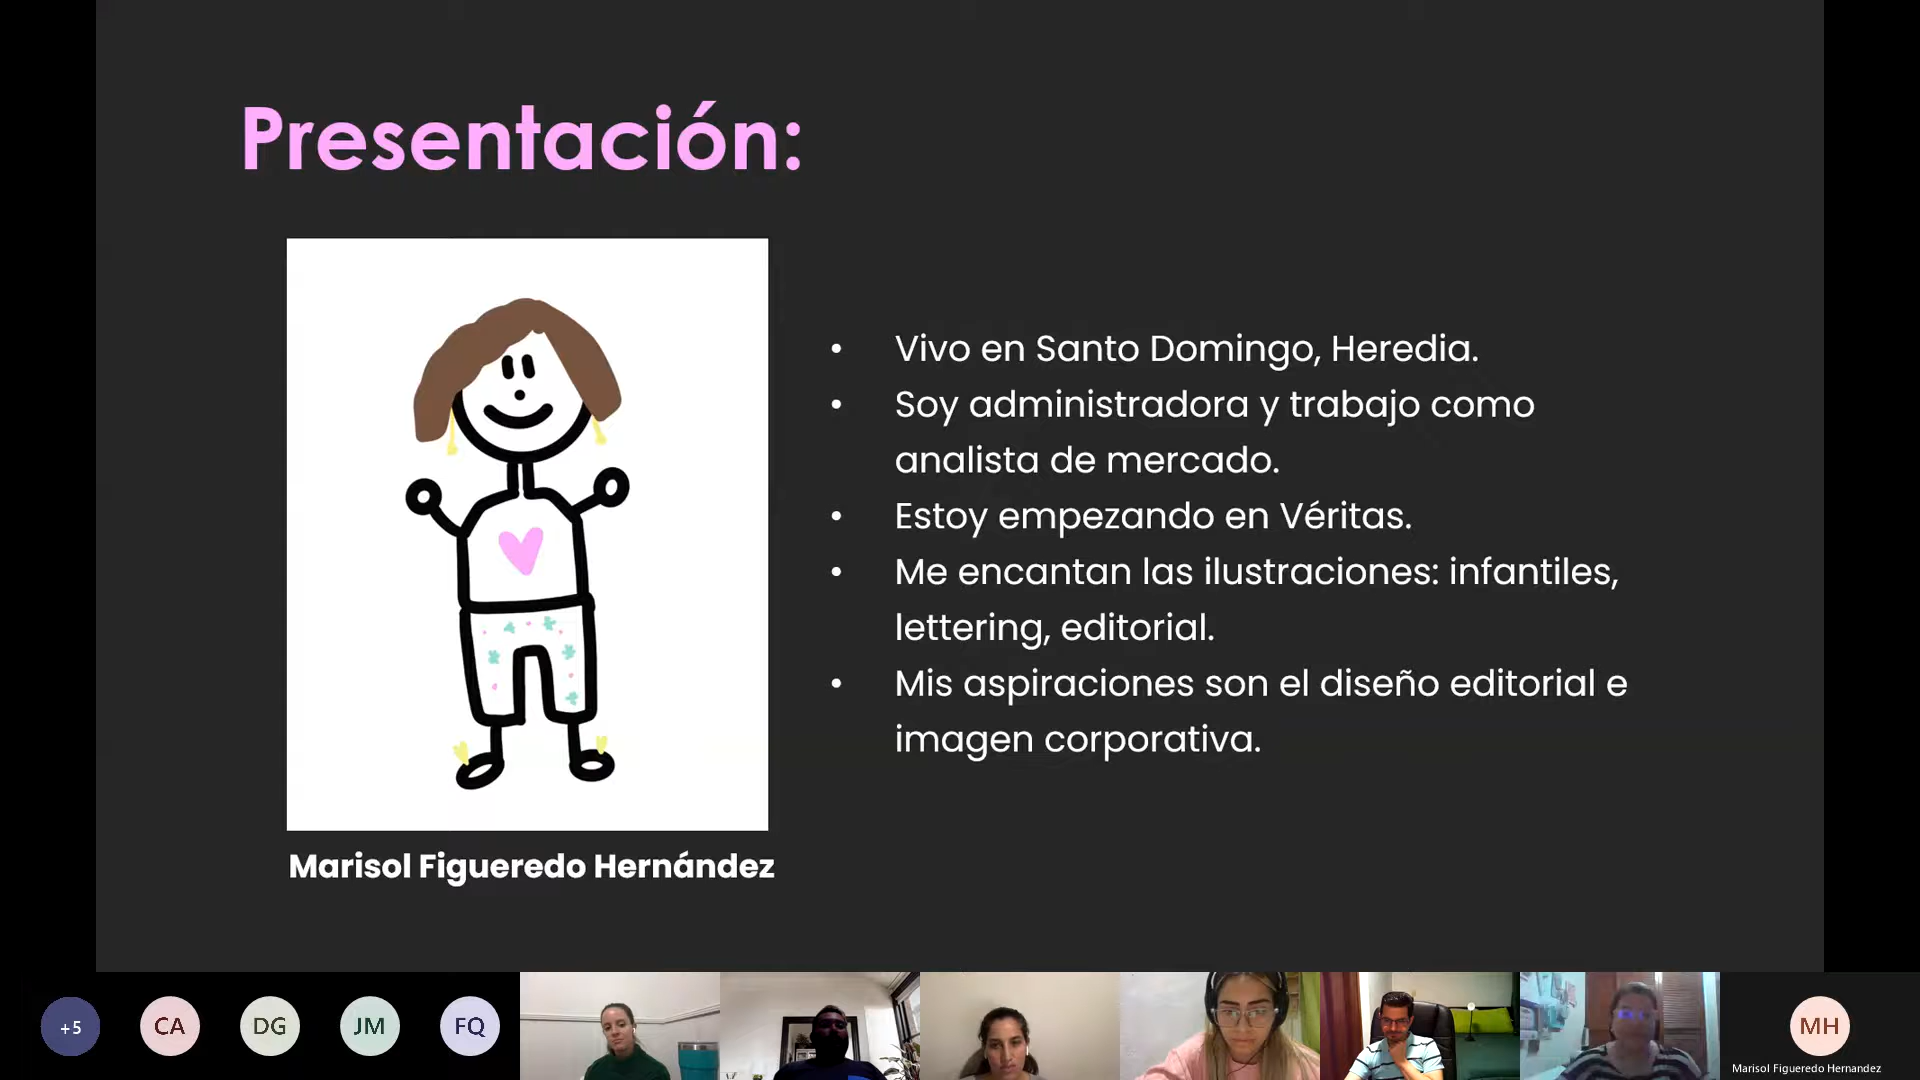 Presentación:
• Vivo en Santo Domingo, Heredia.
• Soy administradora y trabajo como
analista de mercado.
• Estoy empezando en Véritas.
• Me encantan las ilustraciones: infantiles,
lettering, editorial.
• Mis aspiraciones son el diseño editorial e
imagen corporativa.
Marisol Figueredo Hernández
+5 CA DG JM FQ MH
Marisol Figueredo Hernandez